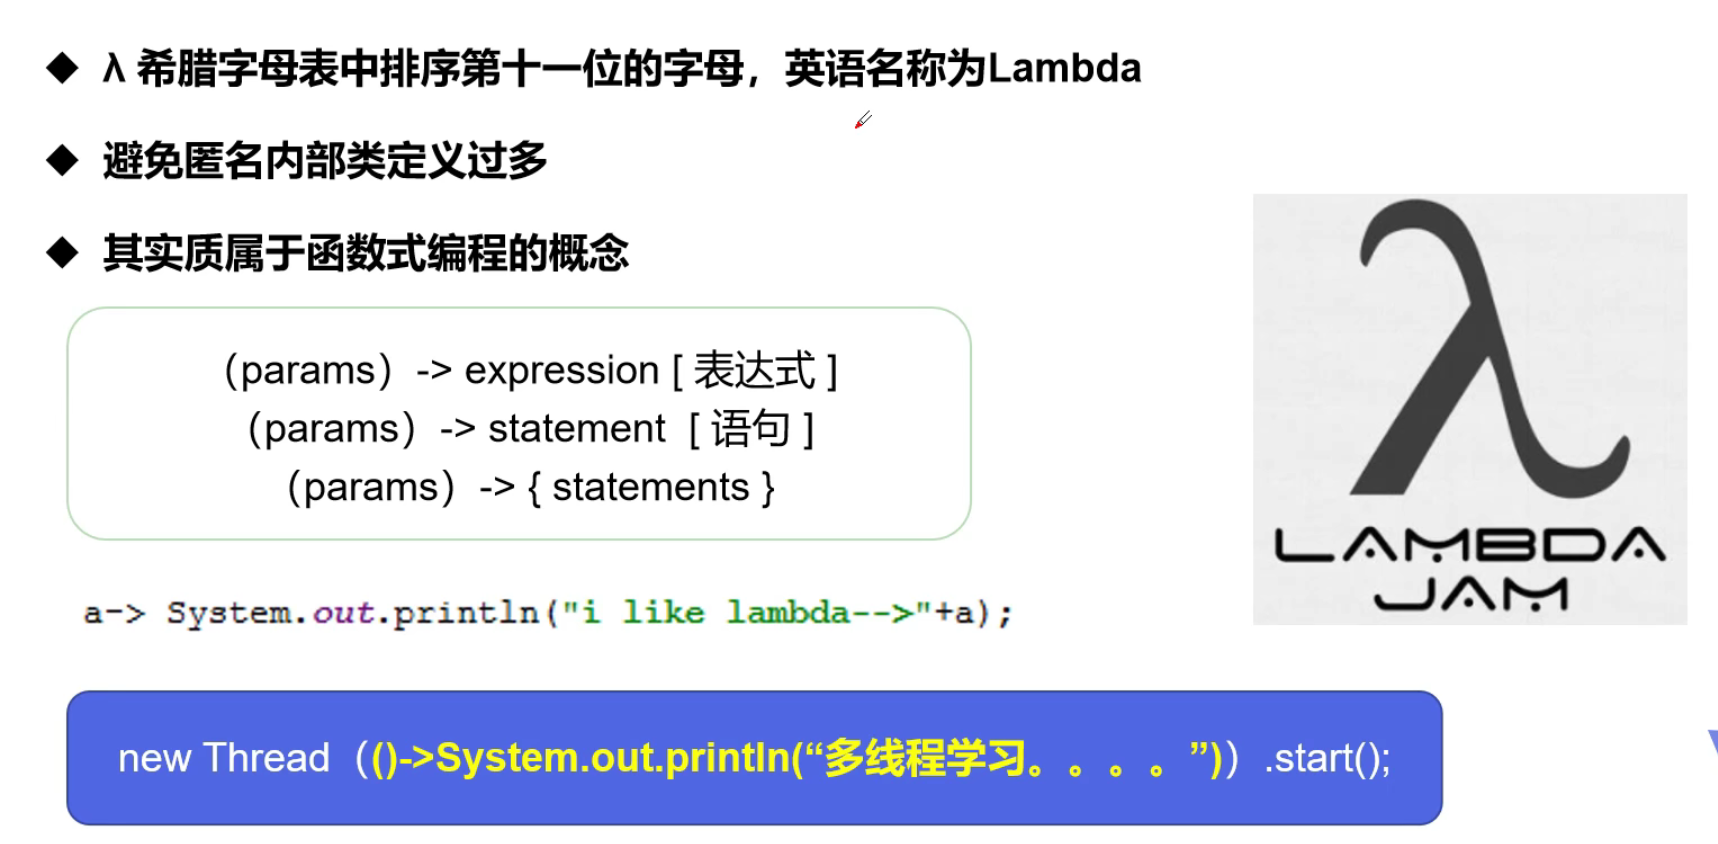 ◆ λ 希腊字母表中排序第十一位的字母，英语名称为Lambda
◆ 避免匿名内部类定义过多
◆ 其实质属于函数式编程的概念
（params）-> expression [ 表达式 ]
（params）-> statement [ 语句 ]
（params）-> { statements }
a-> System.out.println("i like lambda-->"+a);
new Thread（()->System.out.println(“多线程学习。。。。”)）.start();
λ
LAMBDA
JAM